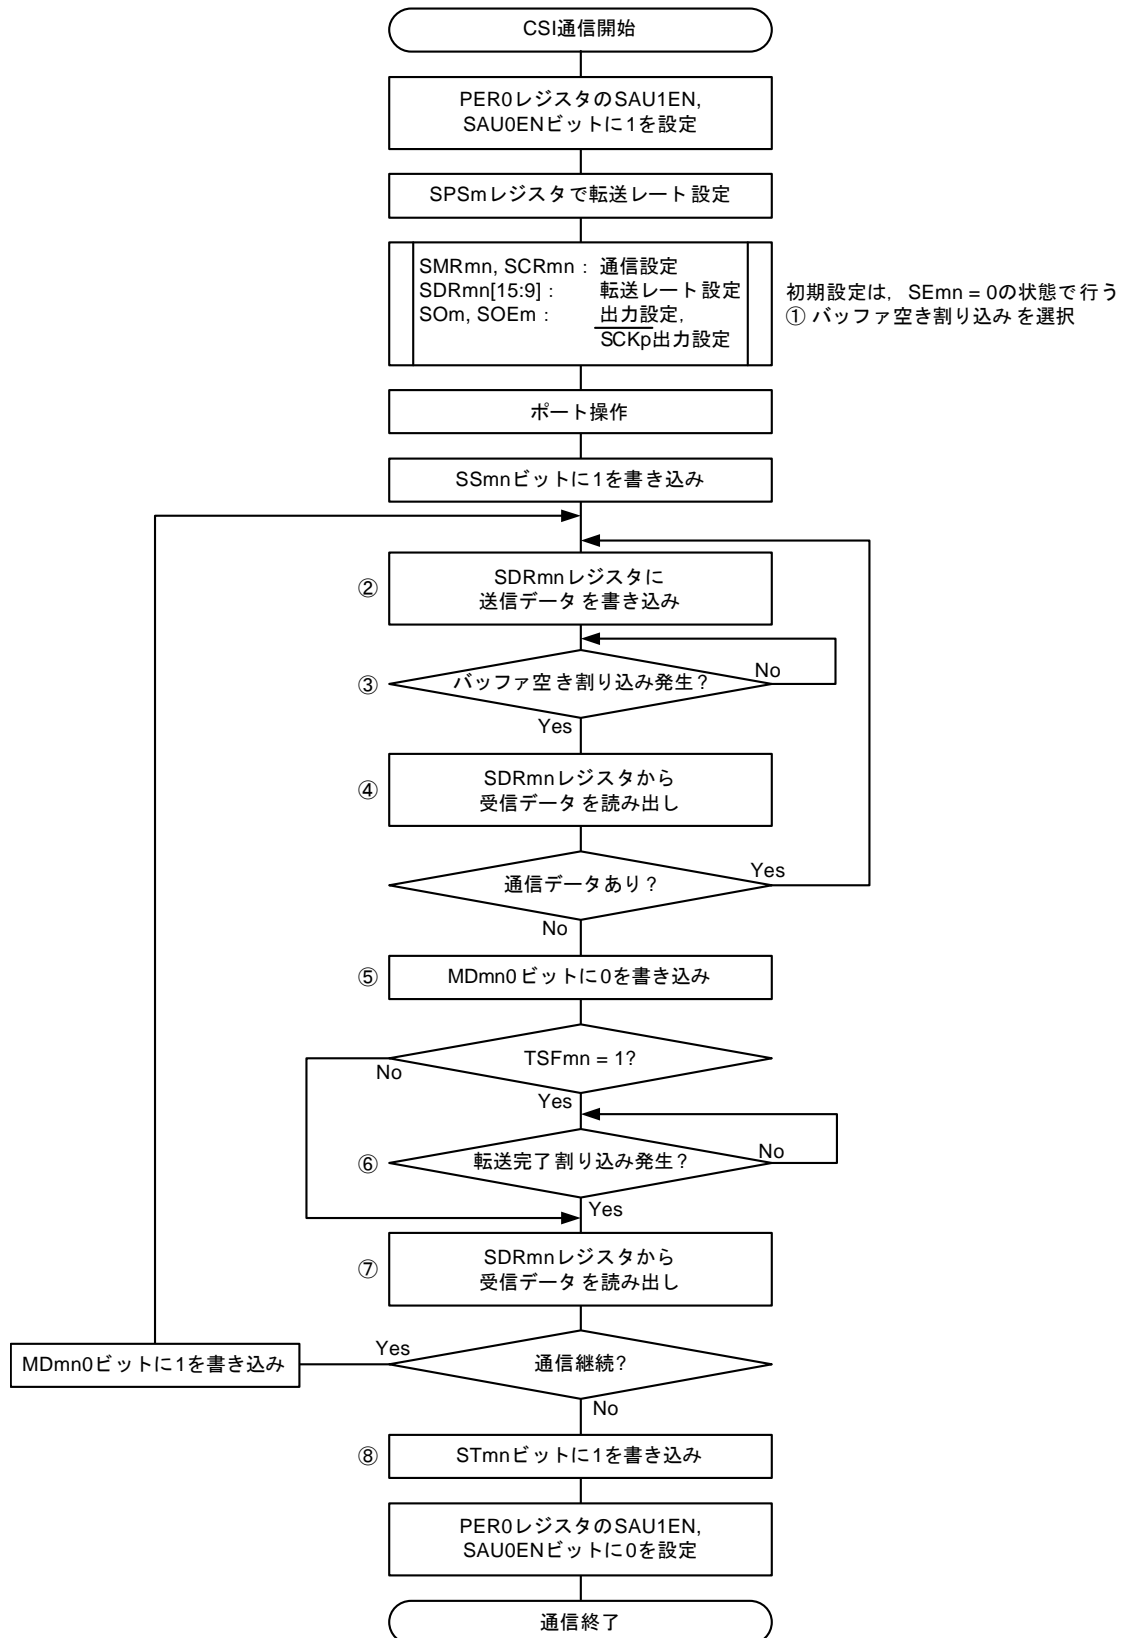 CSI通信開始
PER0レジスタのSAU1EN,
SAU0ENビットに1を設定
SPSmレジスタで転送レート設定
SMRmn, SCRmn : 通信設定
SDRmn[15:9] : 転送レート設定
SOm, SOEm : 出力設定,
SCKp出力設定
初期設定は, SEmn = 0の状態で行う
① バッファ空き割り込みを選択
ポート操作
SSmnビットに1を書き込み
②
SDRmnレジスタに
送信データを書き込み
③
バッファ空き割り込み発生?
No
Yes
④
SDRmnレジスタから
受信データを読み出し
通信データあり?
Yes
No
⑤
MDmn0ビットに0を書き込み
TSFmn = 1?
No
Yes
⑥
転送完了割り込み発生?
No
Yes
⑦
SDRmnレジスタから
受信データを読み出し
MDmn0ビットに1を書き込み
Yes
通信継続?
No
⑧
STmnビットに1を書き込み
PER0レジスタのSAU1EN,
SAU0ENビットに0を設定
通信終了